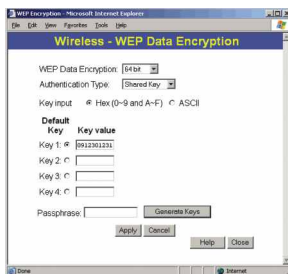 WEP Encryption - Microsoft Internet Explorer
File Edit View Favorites Tools Help
Wireless - WEP Data Encryption
WEP Data Encryption: 64 bit
Authentication Type: Shared Key
Key input Hex (0~9 and A~F) ASCII
Default
Key Key value
Key 1: 0912301231
Key 2:
Key 3:
Key 4:
Passphrase: Generate Keys
Apply Cancel
Help Close
Done Internet